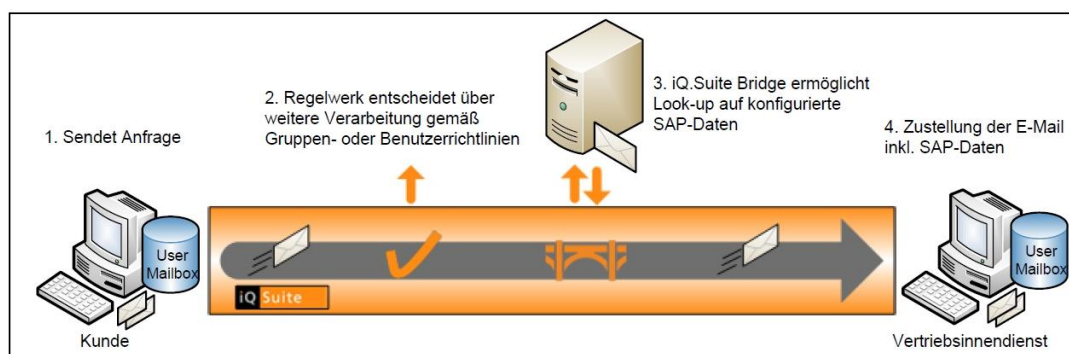 1. Sendet Anfrage
2. Regelwerk entscheidet über
weitere Verarbeitung gemäß
Gruppen- oder Benutzerrichtlinien
3. iQ.Suite Bridge ermöglicht
Look-up auf konfigurierte
SAP-Daten
4. Zustellung der E-Mail
inkl. SAP-Daten
User
Mailbox
User
Mailbox
iQ Suite
Kunde
Vertriebsinnendienst